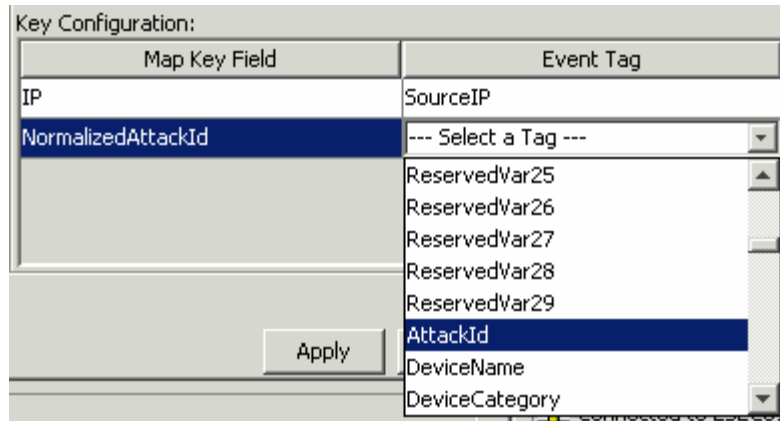 Key Configuration:
Map Key Field Event Tag
IP SourceIP
NormalizedAttackId --- Select a Tag ---
ReservedVar25
ReservedVar26
ReservedVar27
ReservedVar28
ReservedVar29
AttackId
Apply
DeviceName
DeviceCategory